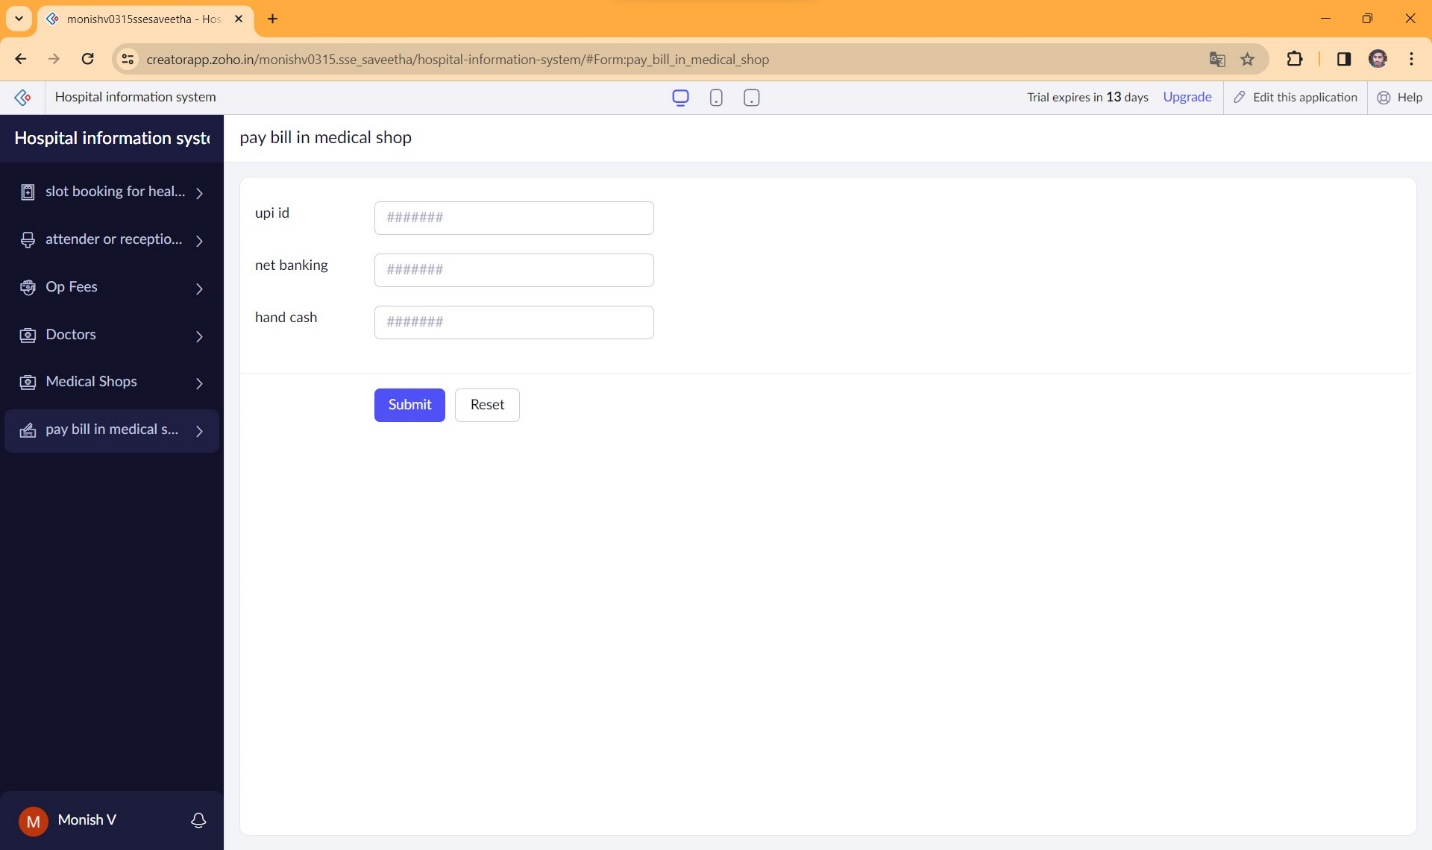 monishv0315ssesaveetha - Hos
creatorapp.zoho.in/monishv0315.sse_saveetha/hospital-information-system/#Form:pay_bill_in_medical_shop
Hospital information system
Trial expires in 13 days Upgrade Edit this application Help
Hospital information syste
pay bill in medical shop
slot booking for heal...
attender or receptio...
Op Fees
Doctors
Medical Shops
pay bill in medical s...
upi id #######
net banking #######
hand cash #######
Submit Reset
M Monish V